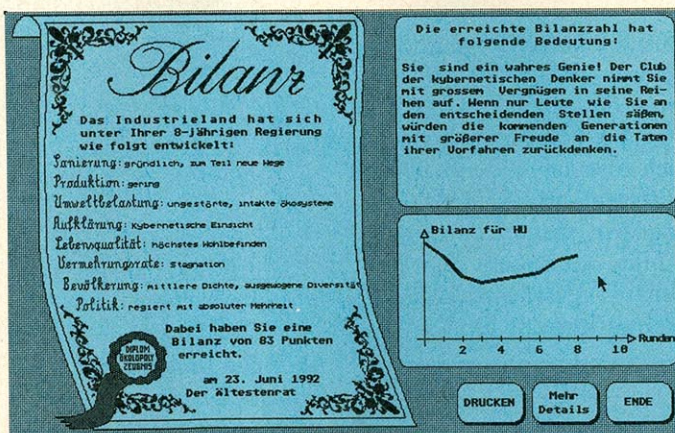 Bilanz
Das Industrieland hat sich
unter Ihrer 8-jährigen Regierung
wie folgt entwickelt:
Sanierung: gründlich, zum Teil neue Wege
Produktion: gering
Umweltbelastung: ungestörte, intakte Ökosysteme
Aufklärung: Kybernetische Einsicht
Lebensqualität: höchstes Wohlbefinden
Vermehrungsrate: Stagnation
Bevölkerung: mittlere Dichte, ausgewogene Diversität
Politik: regiert mit absoluter Mehrheit
Dabei haben Sie eine
Bilanz von 83 Punkten
erreicht.
am 23. Juni 1992
Der Ältestenrat
DIPLOM
ÖKOLOPOLY
ZEUGNIS
Die erreichte Bilanzzahl hat
folgende Bedeutung:
Sie sind ein wahres Genie! Der Club
der kybernetischen Denker nimmt Sie
mit grossem Vergnügen in seine Rei-
hen auf. Wenn nur Leute wie Sie an
den entscheidenden Stellen säßen,
würden die kommenden Generationen
mit größerer Freude an die Taten
ihrer Vorfahren zurückdenken.
Bilanz für HU
Runden
2 4 6 8 10
DRUCKEN
Mehr
Details
ENDE